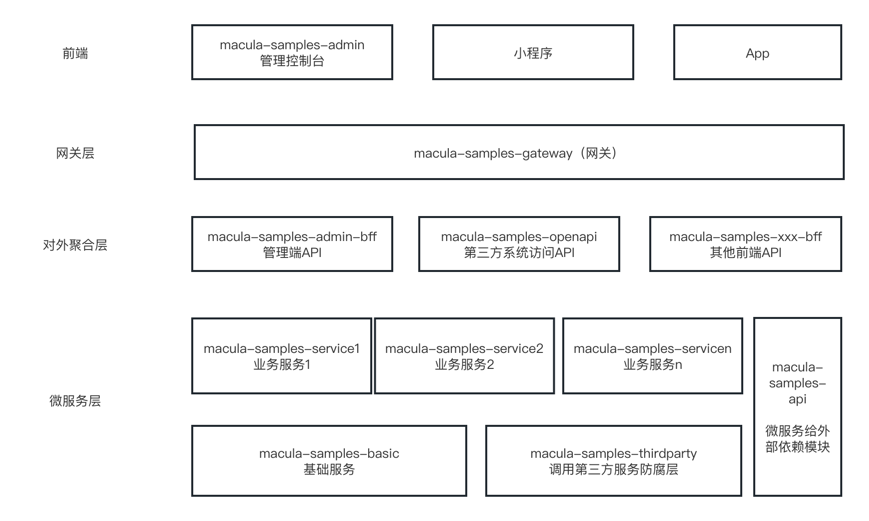 前端
macula-samples-admin
管理控制台
小程序
App
网关层
macula-samples-gateway（网关）
对外聚合层
macula-samples-admin-bff
管理端API
macula-samples-openapi
第三方系统访问API
macula-samples-xxx-bff
其他前端API
微服务层
macula-samples-service1
业务服务1
macula-samples-service2
业务服务2
macula-samples-servicen
业务服务n
macula-
samples-
api
微服务给外
部依赖模块
macula-samples-basic
基础服务
macula-samples-thirdparty
调用第三方服务防腐层